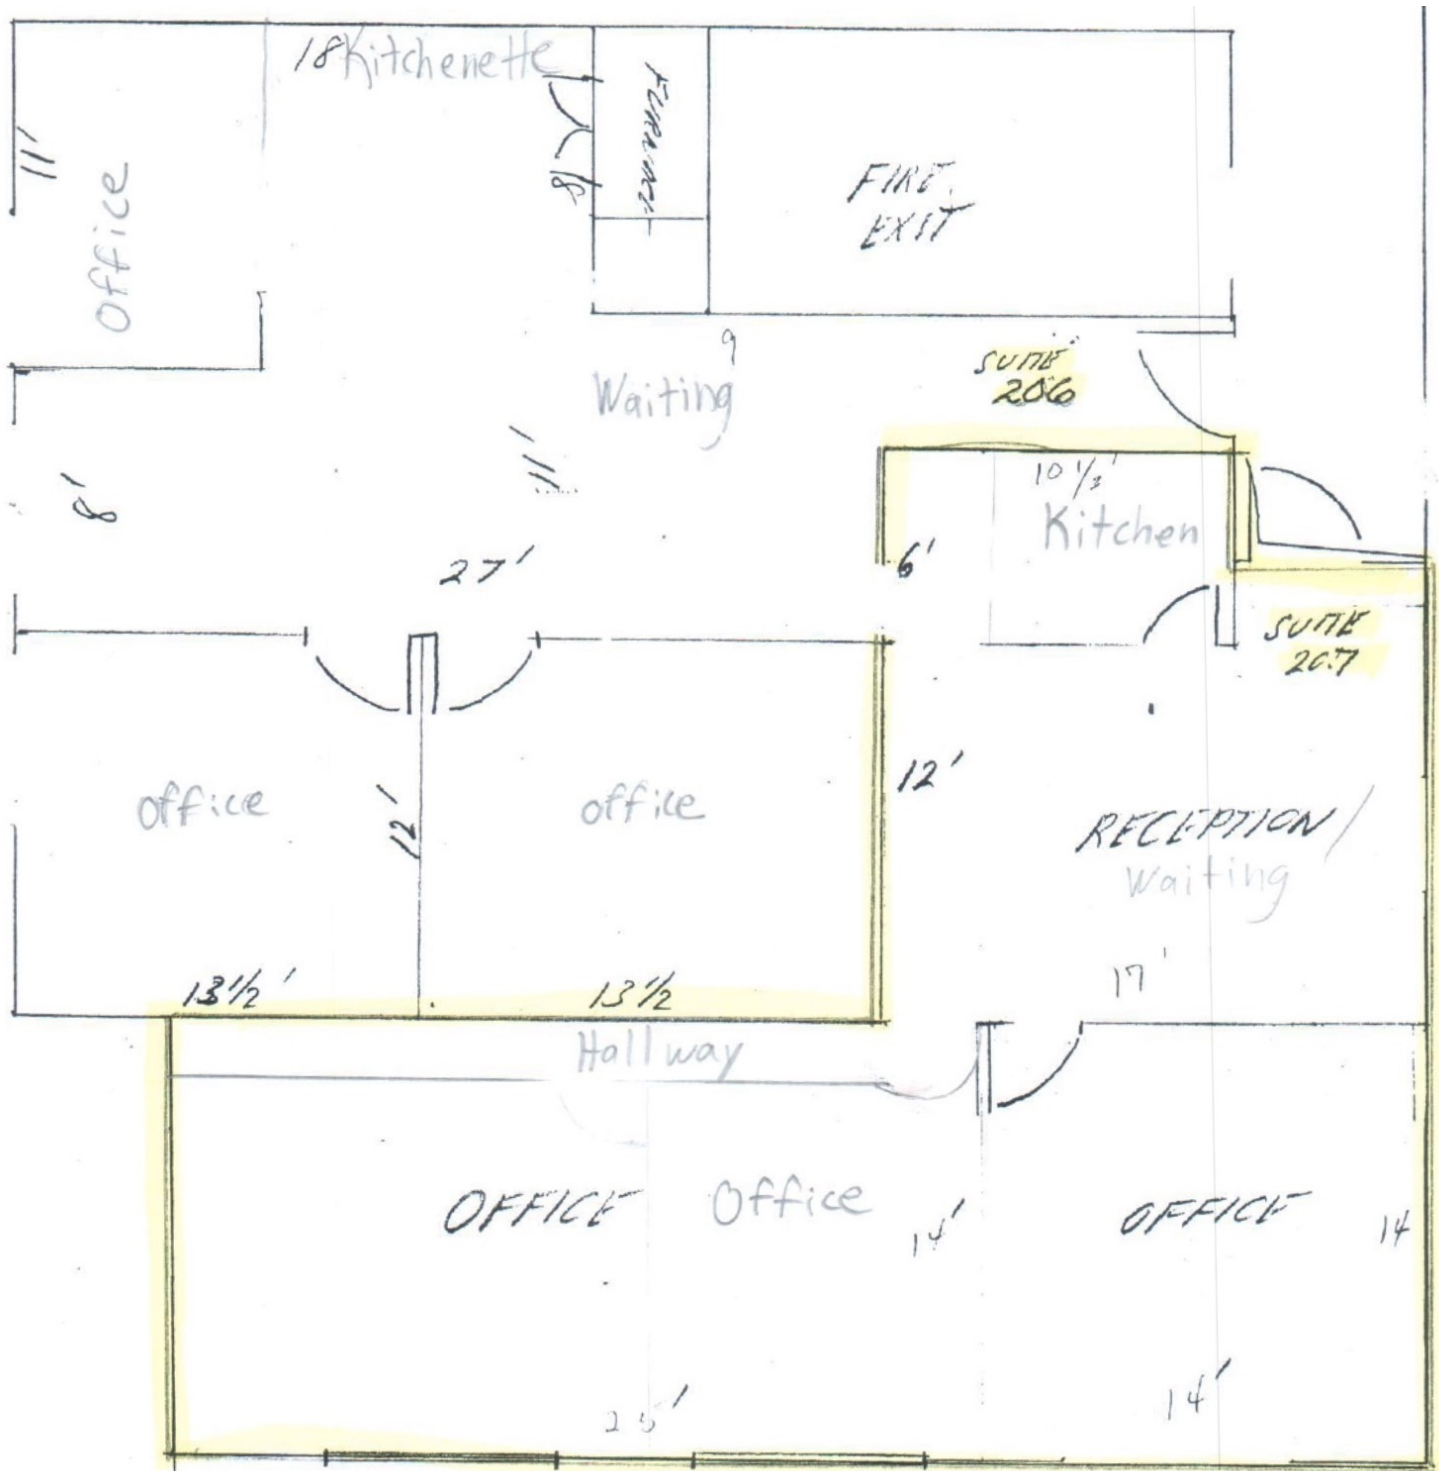 18 Kitchenette
FURNACE
11'
Office
8'
FIRE
EXIT
9
Waiting
SUITE
206
11'
8'
10 1/2'
Kitchen
27'
6'
SUITE
207
12'
office
12'
office
RECEPTION /
Waiting
13 1/2'
13 1/2
17'
Hallway
OFFICE
Office
14'
OFFICE
14
14'